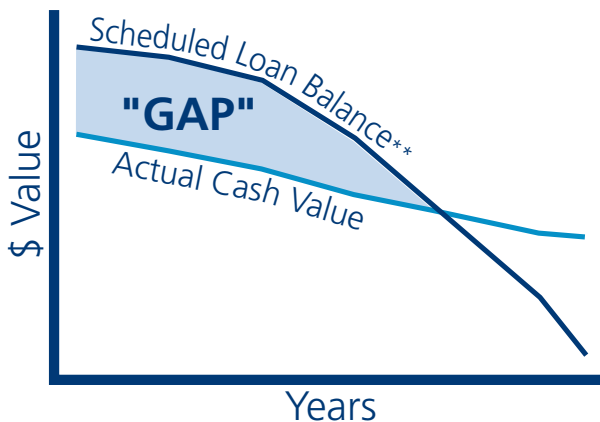 Scheduled Loan Balance**
"GAP"
Actual Cash Value
$ Value
Years